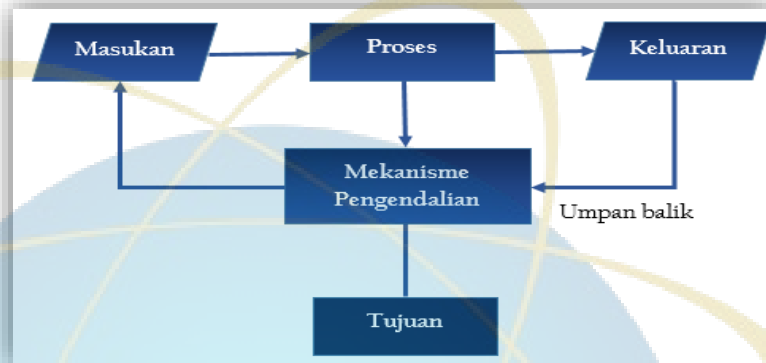 Masukan
Proses
Keluaran
Mekanisme
Pengendalian
Umpan balik
Tujuan